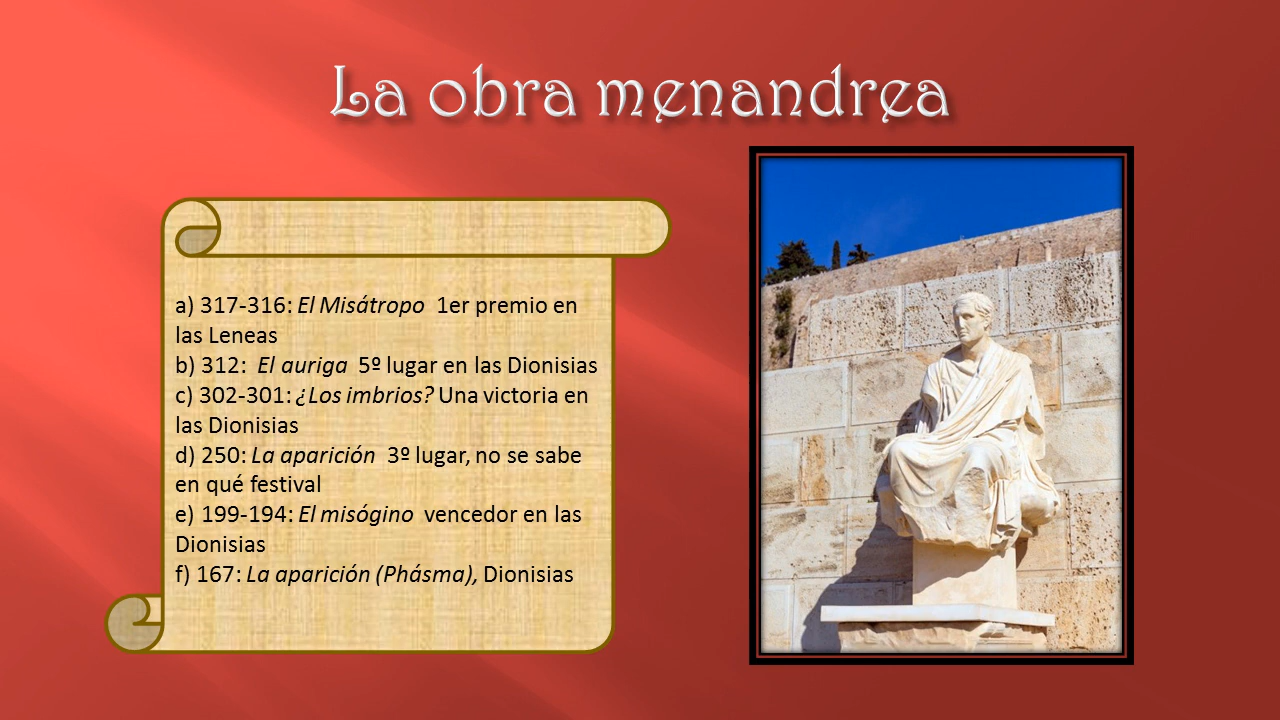 La obra menandrea
a) 317-316: El Misátropo 1er premio en
las Leneas
b) 312: El auriga 5º lugar en las Dionisias
c) 302-301: ¿Los imbrios? Una victoria en
las Dionisias
d) 250: La aparición 3º lugar, no se sabe
en qué festival
e) 199-194: El misógino vencedor en las
Dionisias
f) 167: La aparición (Phásma), Dionisias